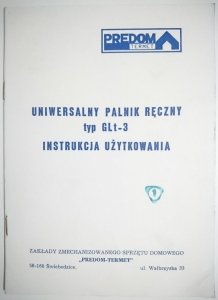 PREDOM
TERMET
UNIWERSALNY PALNIK RĘCZNY
typ GLt-3
INSTRUKCJA UŻYTKOWANIA
1
ZAKŁADY ZMECHANIZOWANEGO SPRZĘTU DOMOWEGO
„PREDOM-TERMET"
58-160 Świebodzice,
ul. Wałbrzyska 33